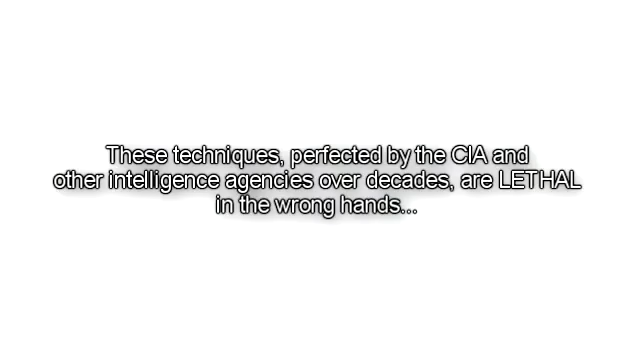 These techniques, perfected by the CIA and
other intelligence agencies over decades, are LETHAL
in the wrong hands...